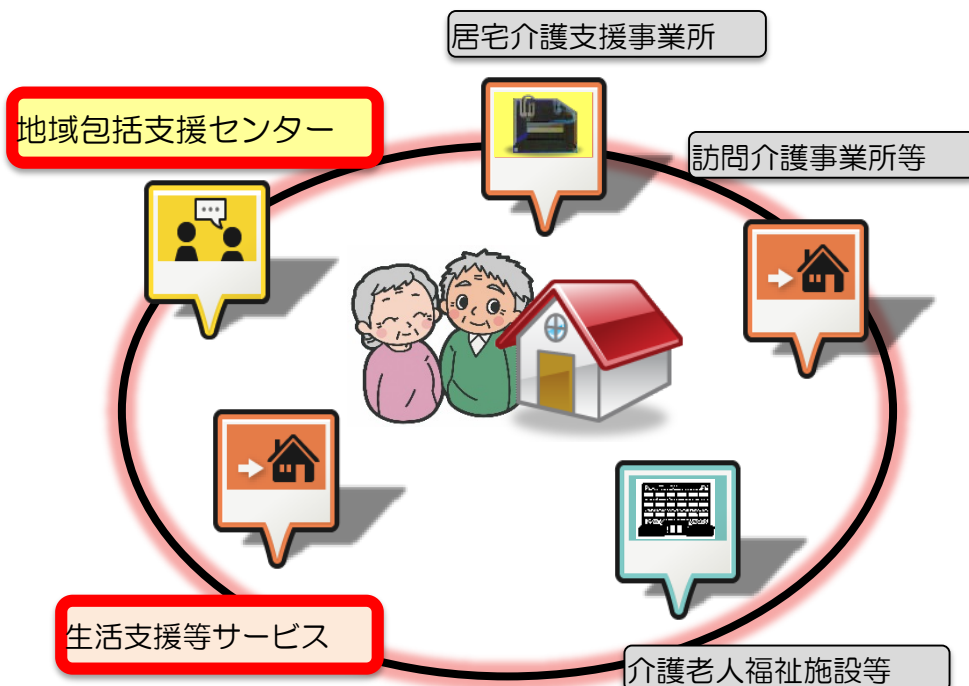 居宅介護支援事業所
地域包括支援センター
訪問介護事業所等
生活支援等サービス
介護老人福祉施設等